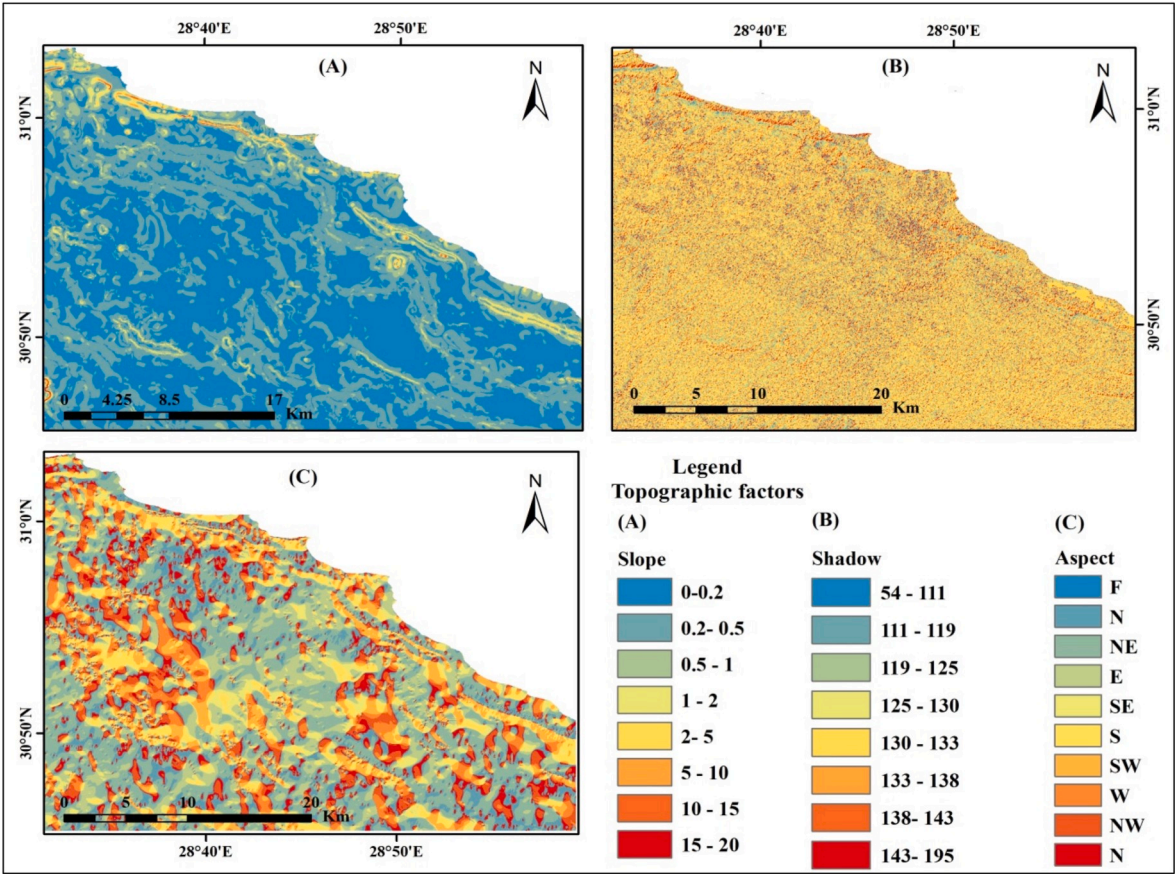 28°40'E 28°50'E
28°40'E 28°50'E
(A)
N
31°0'N
30°50'N
0 4.25 8.5 17
Km
(B)
N
31°0'N
30°50'N
0 5 10 20
Km
(C)
N
31°0'N
30°50'N
0 5 10 20
Km
28°40'E 28°50'E
Legend
Topographic factors
(A)
Slope
0-0.2
0.2- 0.5
0.5 - 1
1 - 2
2- 5
5 - 10
10 - 15
15 - 20
(B)
Shadow
54 - 111
111 - 119
119 - 125
125 - 130
130 - 133
133 - 138
138- 143
143- 195
(C)
Aspect
F
N
NE
E
SE
S
SW
W
NW
N